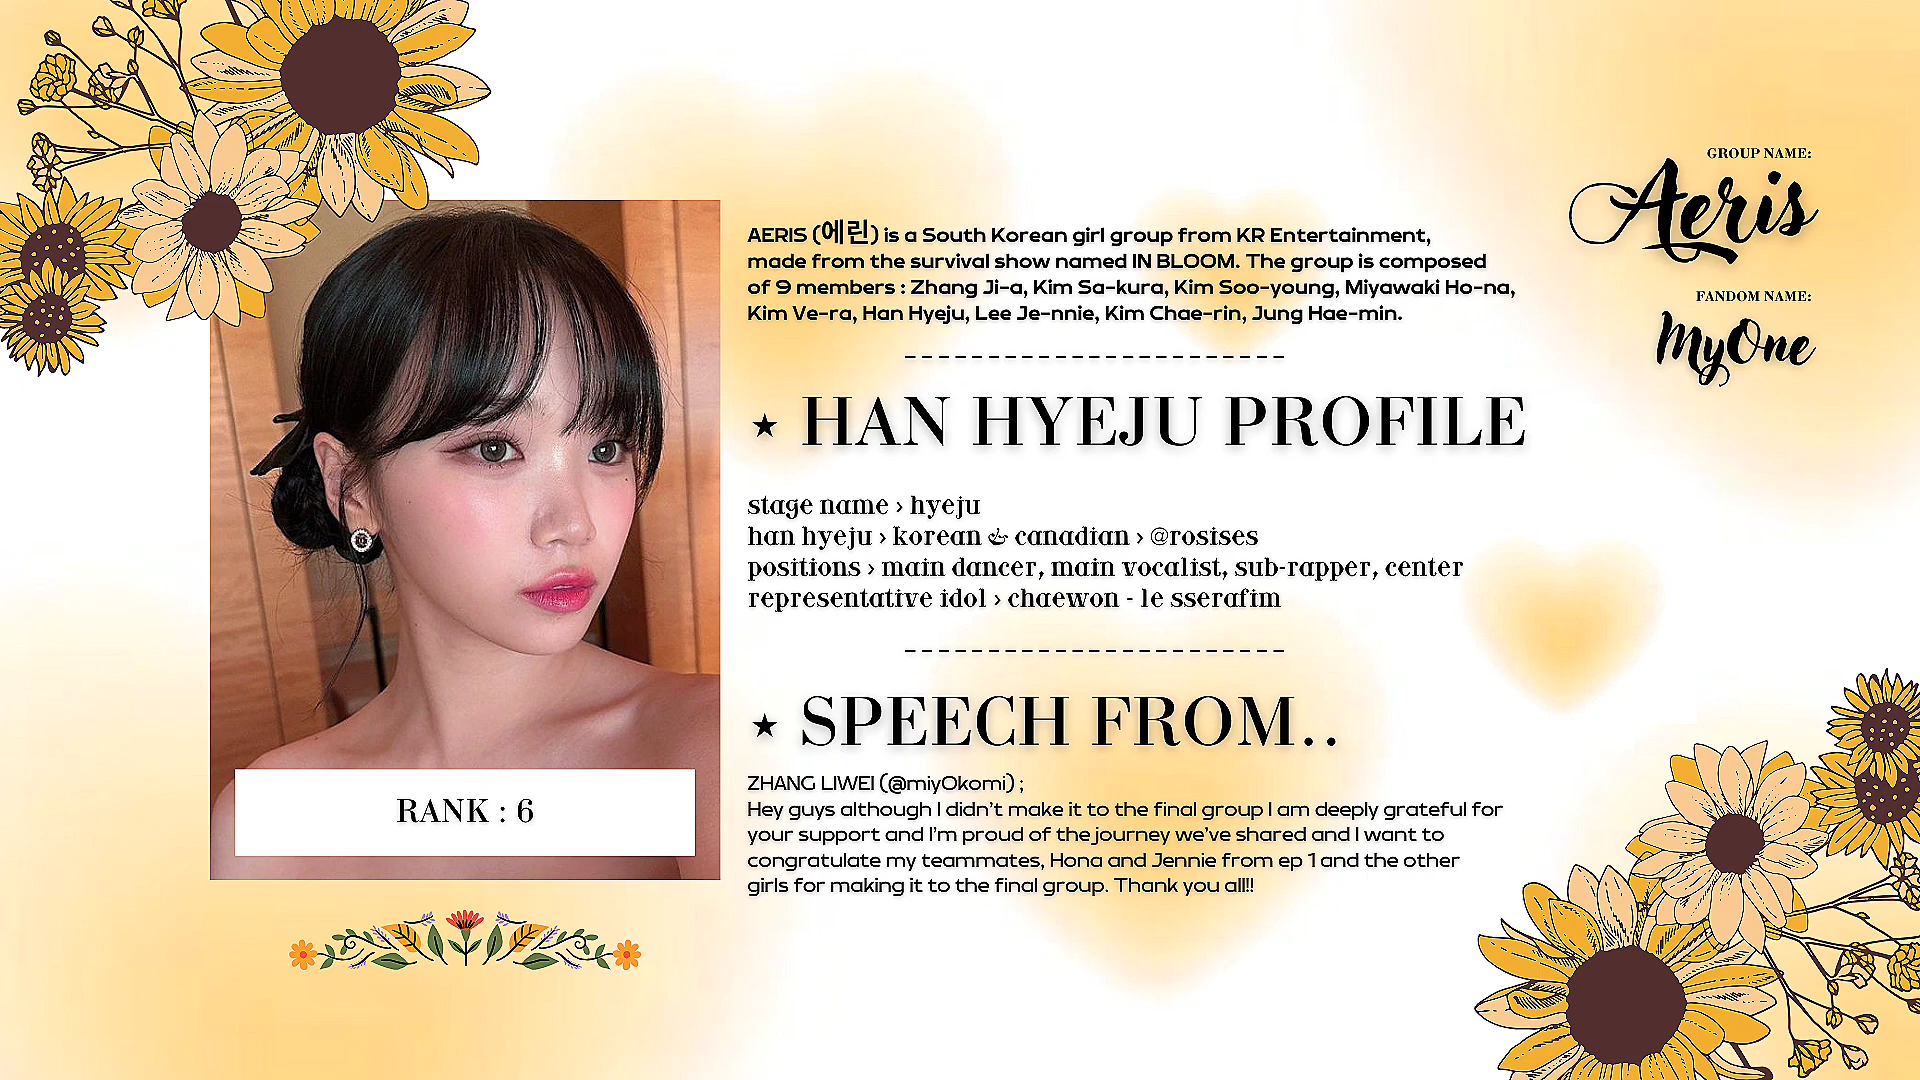 GROUP NAME:
Aeris
FANDOM NAME:
MyOne
AERIS (에린) is a South Korean girl group from KR Entertainment,
made from the survival show named IN BLOOM. The group is composed
of 9 members : Zhang Ji-a, Kim Sa-kura, Kim Soo-young, Miyawaki Ho-na,
Kim Ve-ra, Han Hyeju, Lee Je-nnie, Kim Chae-rin, Jung Hae-min.
★ HAN HYEJU PROFILE
stage name › hyeju
han hyeju › korean & canadian › @rosises
positions › main dancer, main vocalist, sub-rapper, center
representative idol › chaewon - le sserafim
★ SPEECH FROM..
ZHANG LIWEI (@miyOkomi) ;
Hey guys although I didn't make it to the final group I am deeply grateful for
your support and I'm proud of the journey we've shared and I want to
congratulate my teammates, Hona and Jennie from ep 1 and the other
girls for making it to the final group. Thank you all!!
RANK : 6